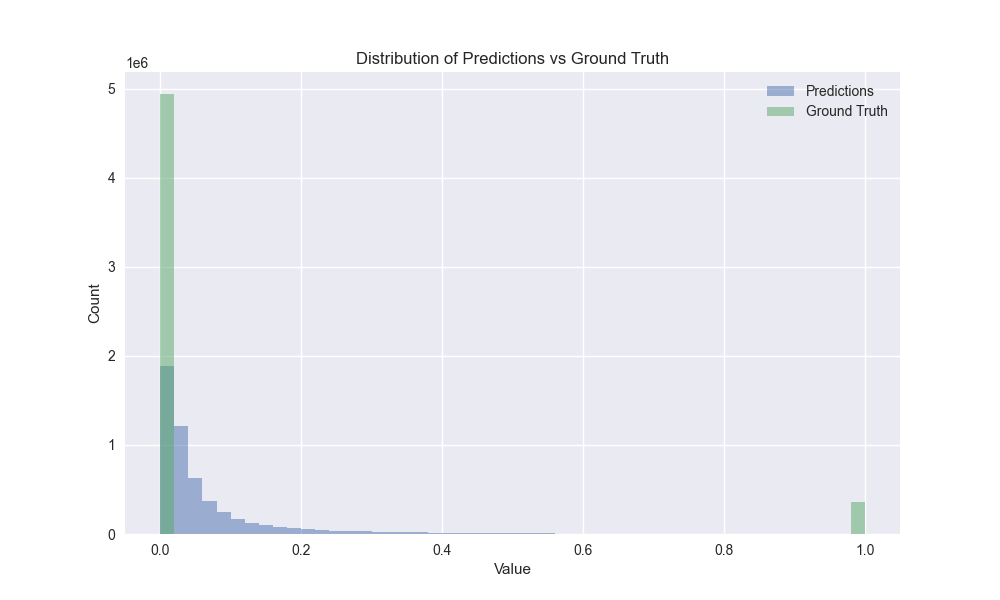 Distribution of Predictions vs Ground Truth
1e6
Predictions
Ground Truth
5
4
3
2
1
0
Count
0.0 0.2 0.4 0.6 0.8 1.0
Value